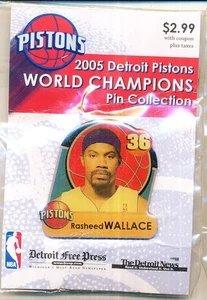 PISTONS
$2.99
with coupon
plus taxes
2005 Detroit Pistons
WORLD CHAMPIONS
Pin Collection
36
PISTONS
Rasheed WALLACE
NBA
Detroit Free Press
The Detroit News